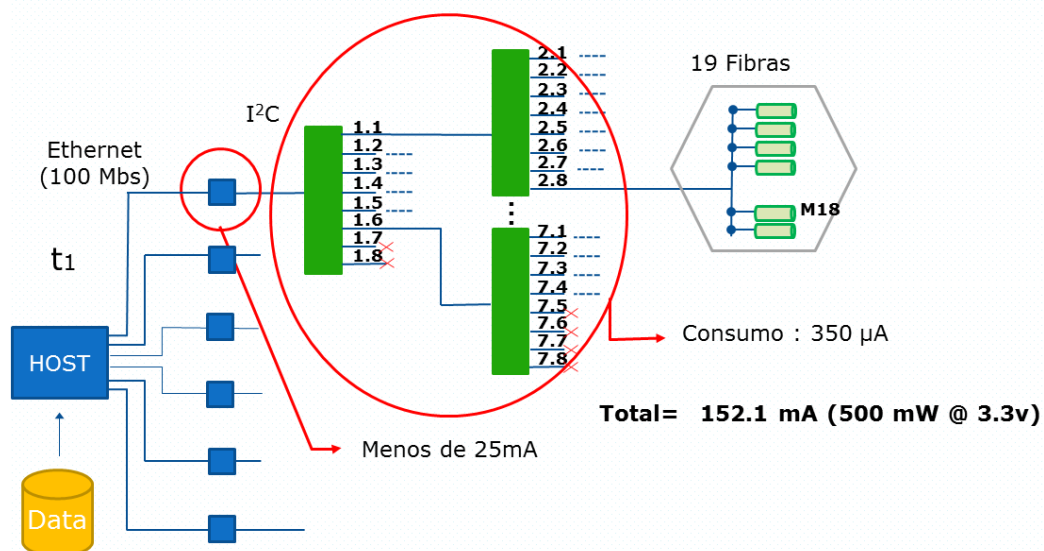 19 Fibras
I²C
Ethernet
(100 Mbs)
1.1
1.2
1.3
1.4
1.5
1.6
1.7
1.8
2.1
2.2
2.3
2.4
2.5
2.6
2.7
2.8
M18
7.1
7.2
7.3
7.4
7.5
7.6
7.7
7.8
t1
HOST
Data
Consumo : 350 µA
Total= 152.1 mA (500 mW @ 3.3v)
Menos de 25mA